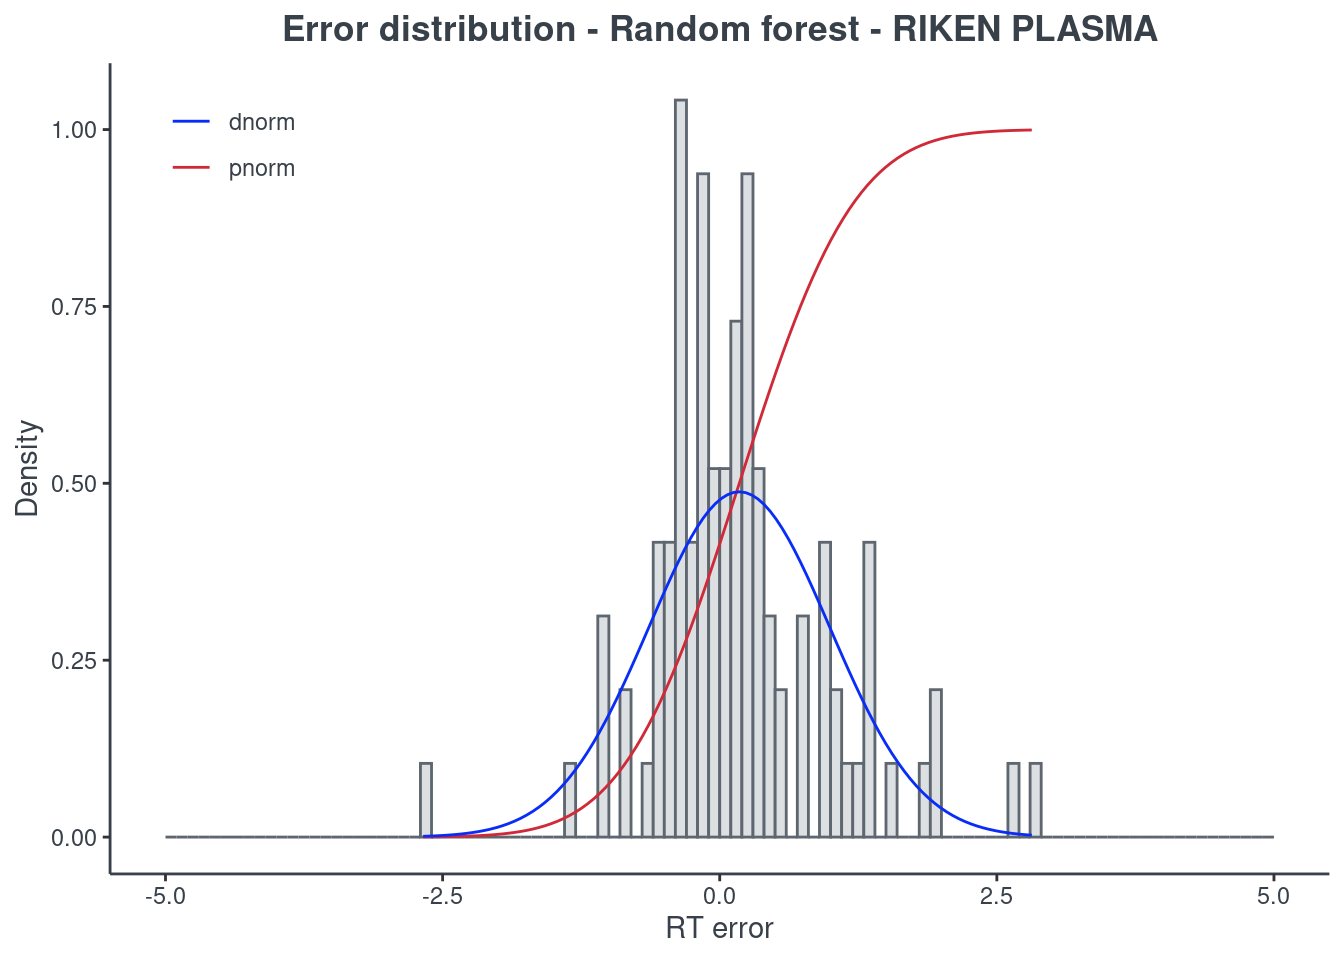 Error distribution - Random forest - RIKEN PLASMA
dnorm
pnorm
1.00
0.75
0.50
0.25
0.00
Density
-5.0
-2.5
0.0
2.5
5.0
RT error